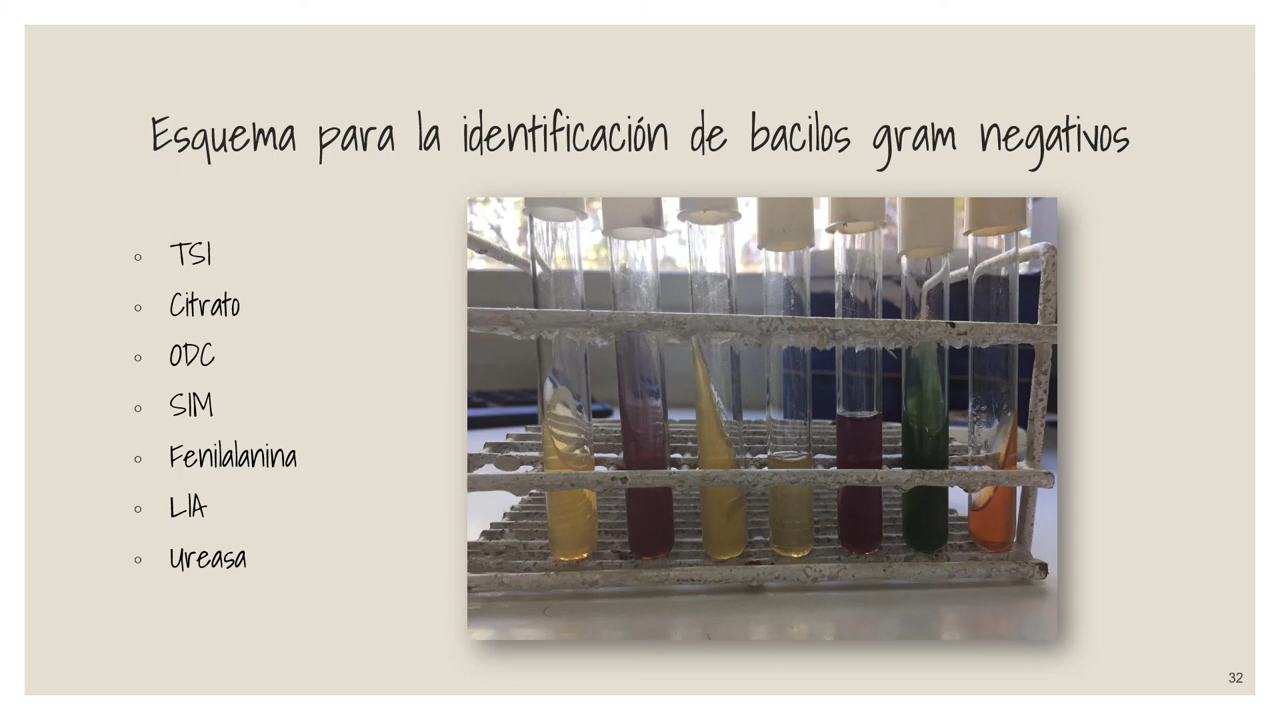 Esquema para la identificación de bacilos gram negativos
TSI
Citrato
ODC
SIM
Fenilalanina
LIA
Ureasa
32